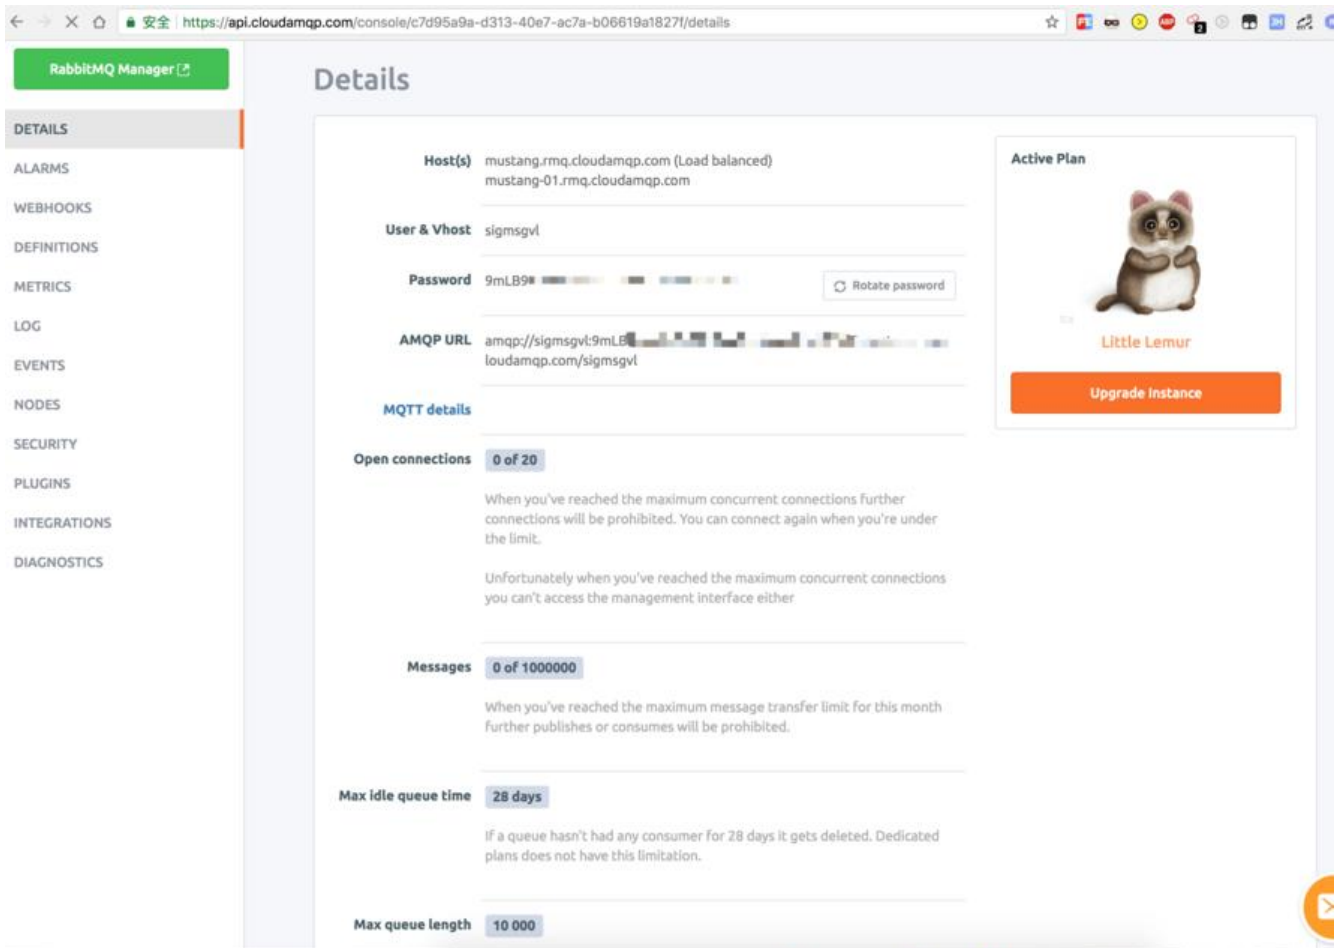 安全 https://api.cloudamqp.com/console/c7d95a9a-d313-40e7-ac7a-b06619a1827f/details
2
RabbitMQ Manager
DETAILS
ALARMS
WEBHOOKS
DEFINITIONS
METRICS
LOG
EVENTS
NODES
SECURITY
PLUGINS
INTEGRATIONS
DIAGNOSTICS
Details
Host(s) mustang.rmq.cloudamqp.com (Load balanced)
mustang-01.rmq.cloudamqp.com
User & Vhost sigmsgvl
Password 9mLB9
Rotate password
AMQP URL amqp://sigmsgvl:9mLB
loudamqp.com/sigmsgvl
MQTT details
Open connections 0 of 20
When you've reached the maximum concurrent connections further
connections will be prohibited. You can connect again when you're under
the limit.
Unfortunately when you've reached the maximum concurrent connections
you can't access the management interface either
Messages 0 of 1000000
When you've reached the maximum message transfer limit for this month
further publishes or consumes will be prohibited.
Max idle queue time 28 days
If a queue hasn't had any consumer for 28 days it gets deleted. Dedicated
plans does not have this limitation.
Max queue length 10 000
Active Plan
Little Lemur
Upgrade Instance